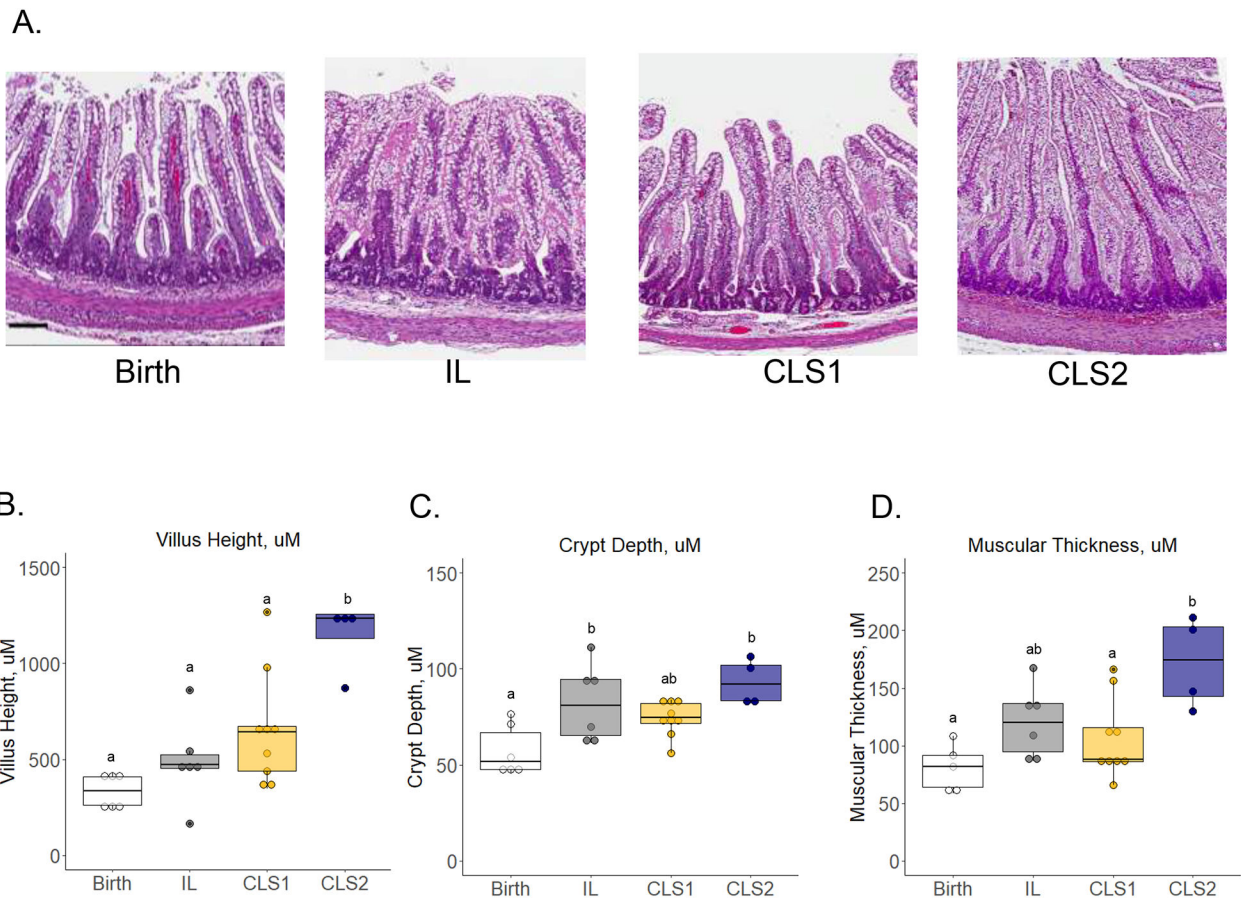 A.
Birth
IL
CLS1
CLS2
B.
Villus Height, uM
Villus Height, uM
1500
1000
500
0
a
a
a
b
Birth
IL
CLS1
CLS2
C.
Crypt Depth, uM
Crypt Depth, uM
150
100
50
0
a
b
ab
b
Birth
IL
CLS1
CLS2
D.
Muscular Thickness, uM
Muscular Thickness, uM
250
200
150
100
50
0
a
ab
a
b
Birth
IL
CLS1
CLS2